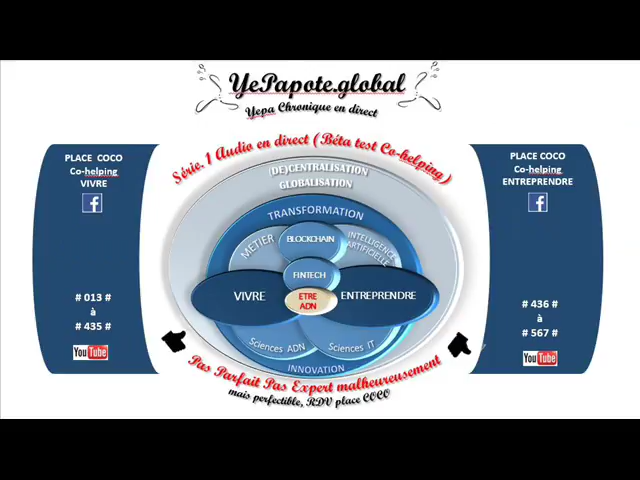 YePapote.global
Yepa Chronique en direct
Série.1 Audio en direct (Béta test Co-helping)
PLACE COCO
Co-helping
VIVRE
# 013 #
à
# 435 #
YouTube
(DE)CENTRALISATION
GLOBALISATION
TRANSFORMATION
METIER
BLOCKCHAIN
INTELLIGENCE
ARTIFICIELLE
FINTECH
VIVRE
ETRE
ADN
ENTREPRENDRE
Sciences ADN
Sciences IT
INNOVATION
Pas Parfait Pas Expert malheureusement
mais perfectible, RDV place COCO
PLACE COCO
Co-helping
ENTREPRENDRE
# 436 #
à
# 567 #
YouTube